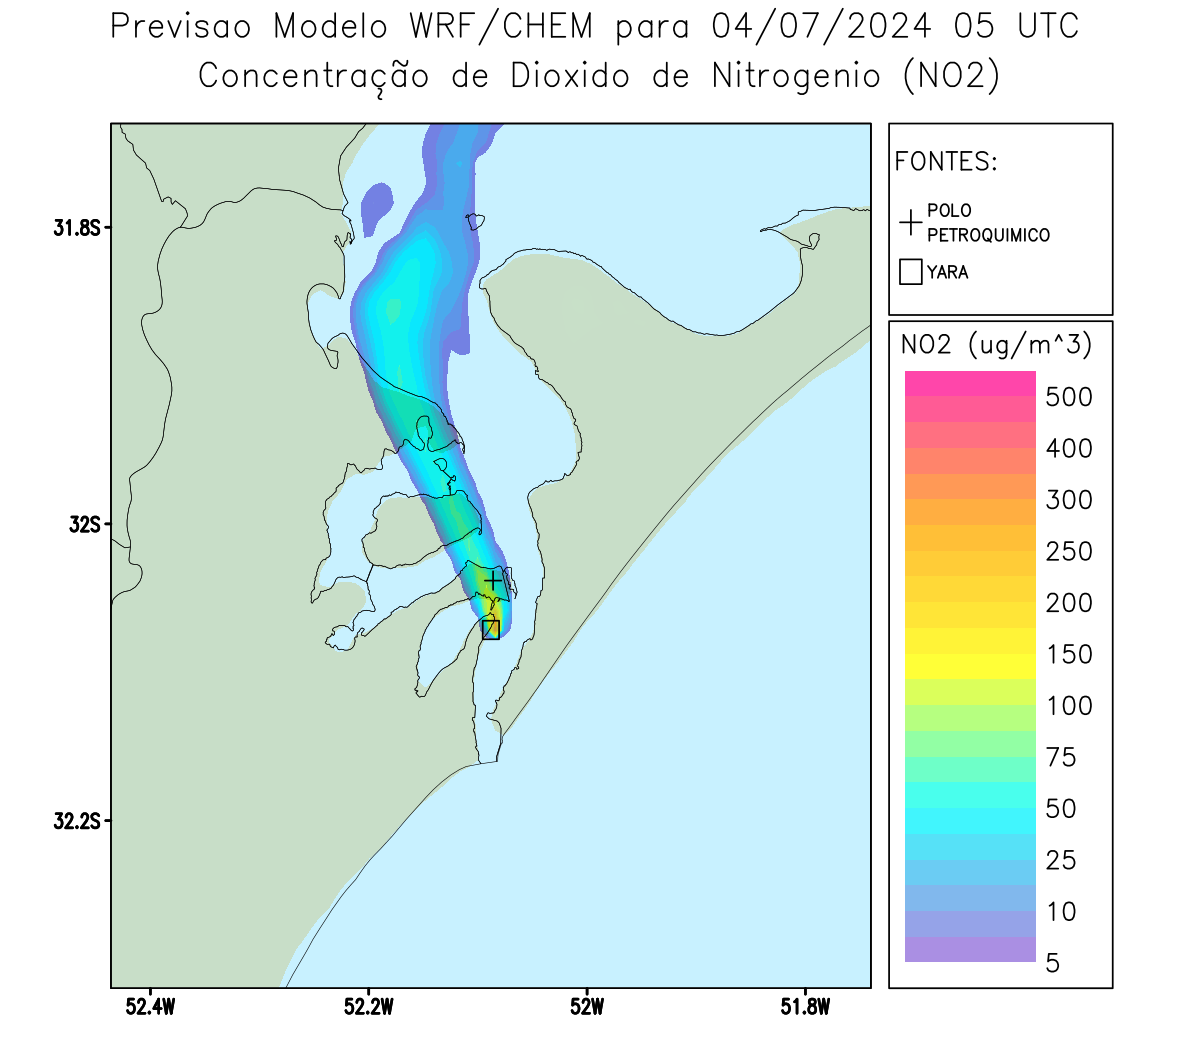 Previsao Modelo WRF/CHEM para 04/07/2024 05 UTC
Concentração de Dioxido de Nitrogenio (NO2)
FONTES:
POLO
PETROQUIMICO
YARA
31.8S
32S
32.2S
52.4W
52.2W
52W
51.8W
NO2 (ug/m^3)
500
400
300
250
200
150
100
75
50
25
10
5